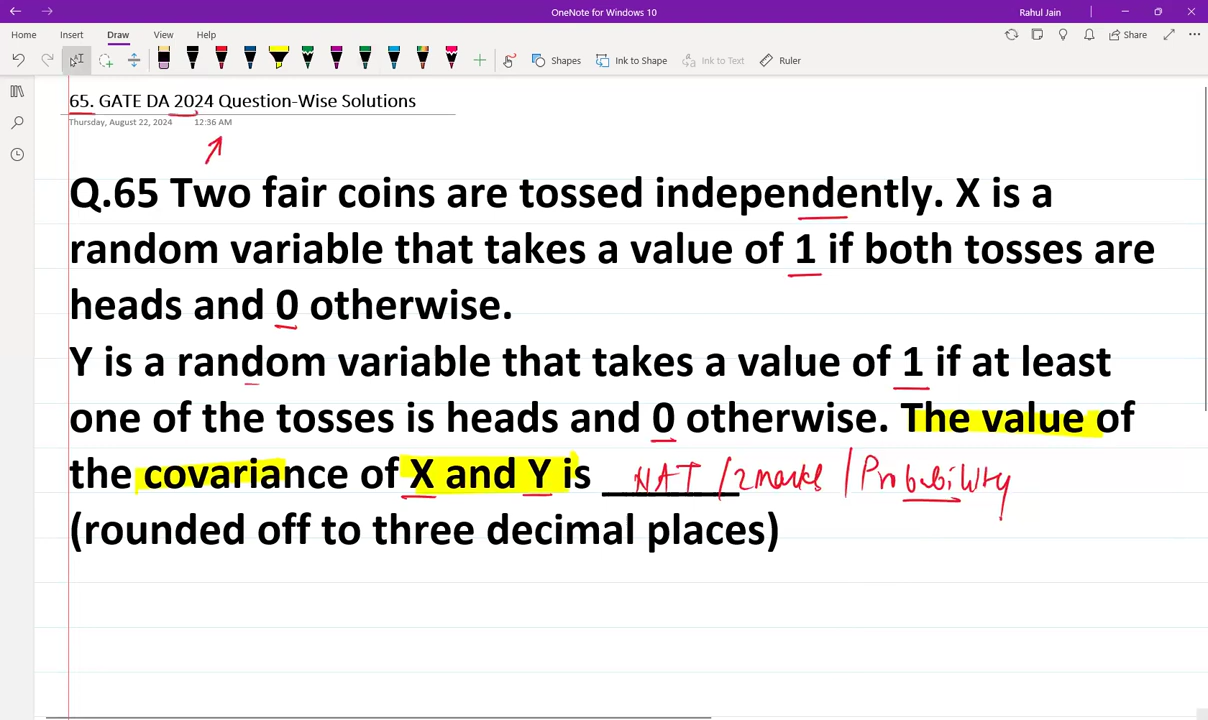 OneNote for Windows 10
Rahul Jain
Home Insert Draw View Help
Share
Shapes Ink to Shape Ink to Text Ruler
65. GATE DA 2024 Question-Wise Solutions
Thursday, August 22, 2024 12:36 AM
Q.65 Two fair coins are tossed independently. X is a
random variable that takes a value of 1 if both tosses are
heads and 0 otherwise.
Y is a random variable that takes a value of 1 if at least
one of the tosses is heads and 0 otherwise. The value of
the covariance of X and Y is ________ NAT / 2 marks / Probability
(rounded off to three decimal places)